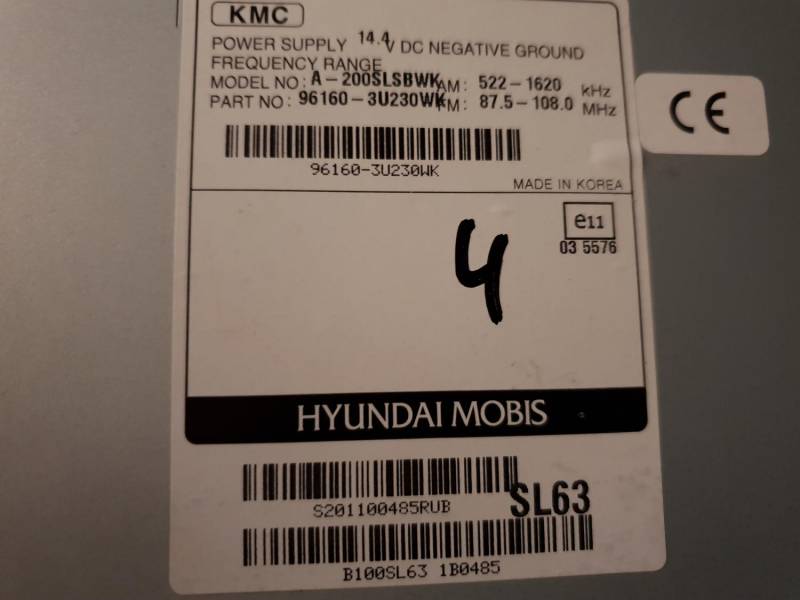 KMC
POWER SUPPLY 14.4V DC NEGATIVE GROUND
FREQUENCY RANGE
MODEL NO: A-200SLSBWK AM: 522-1620 kHz
PART NO: 96160-3U230WK FM: 87.5-108.0 MHz
96160-3U230WK
MADE IN KOREA
CE
e11
03 5576
4
HYUNDAI MOBIS
S201100485RUB
SL63
B100SL63 1B0485